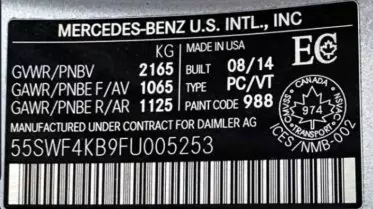 MERCEDES-BENZ U.S. INTL., INC
KG
MADE IN USA
EC
GVWR/PNBV 2165 BUILT 08/14
GAWR/PNBE F/AV 1065 TYPE PC/VT
GAWR/PNBE R/AR 1125 PAINT CODE 988
CANADA
974
TRANSPORT
MANUFACTURED UNDER CONTRACT FOR DAIMLER AG
ICES/NMB-002
55SWF4KB9FU005253